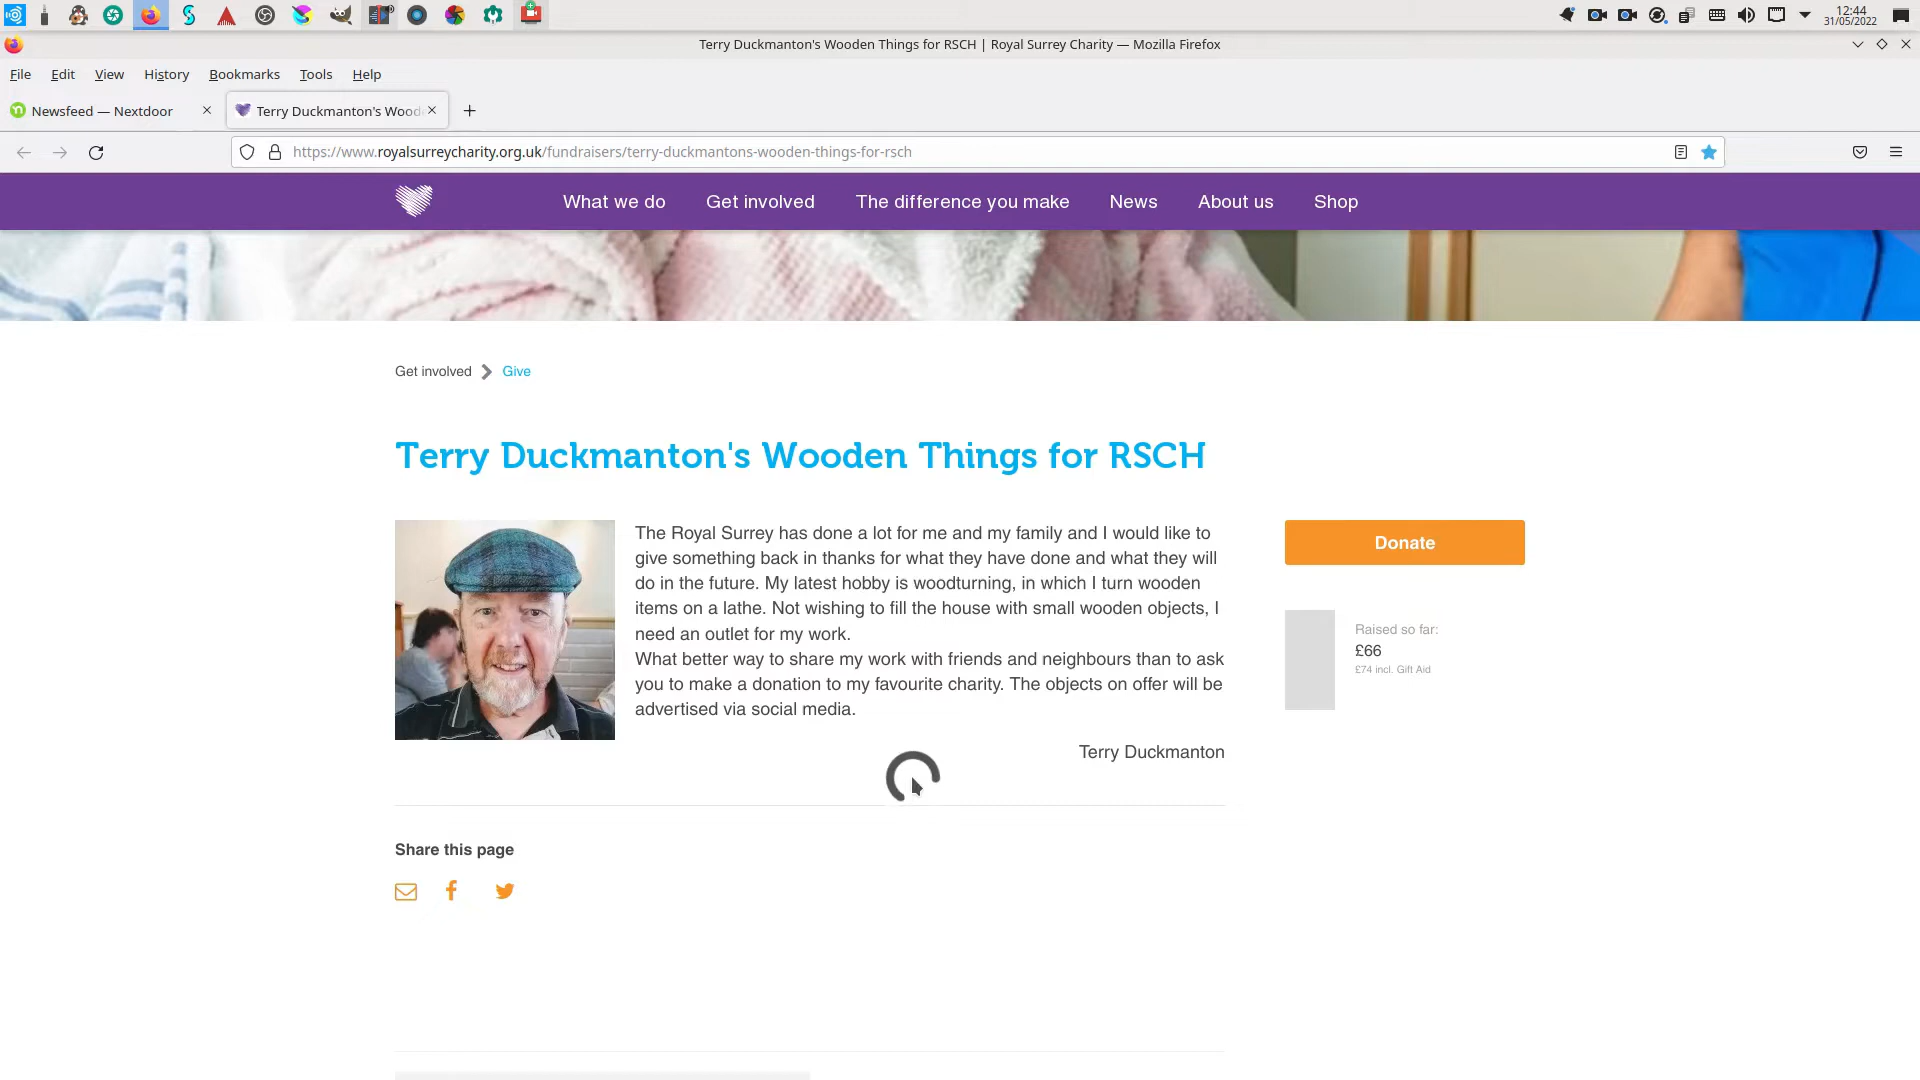 12:44
31/05/2022
Terry Duckmanton's Wooden Things for RSCH | Royal Surrey Charity — Mozilla Firefox
File Edit View History Bookmarks Tools Help
Newsfeed — Nextdoor
Terry Duckmanton's Wood
https://www.royalsurreycharity.org.uk/fundraisers/terry-duckmantons-wooden-things-for-rsch
What we do Get involved The difference you make News About us Shop
Get involved Give
Terry Duckmanton's Wooden Things for RSCH
The Royal Surrey has done a lot for me and my family and I would like to
give something back in thanks for what they have done and what they will
do in the future. My latest hobby is woodturning, in which I turn wooden
items on a lathe. Not wishing to fill the house with small wooden objects, I
need an outlet for my work.
What better way to share my work with friends and neighbours than to ask
you to make a donation to my favourite charity. The objects on offer will be
advertised via social media.
Terry Duckmanton
Donate
Raised so far:
£66
£74 incl. Gift Aid
Share this page